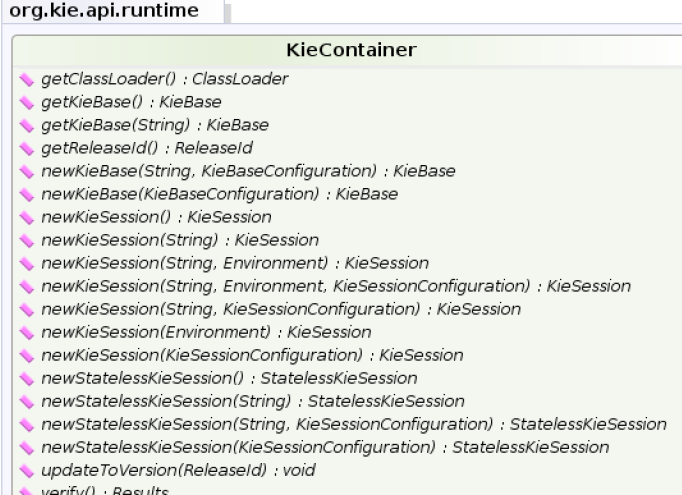 org.kie.api.runtime
KieContainer
getClassLoader() : ClassLoader
getKieBase() : KieBase
getKieBase(String) : KieBase
getReleaseId() : ReleaseId
newKieBase(String, KieBaseConfiguration) : KieBase
newKieBase(KieBaseConfiguration) : KieBase
newKieSession() : KieSession
newKieSession(String) : KieSession
newKieSession(String, Environment) : KieSession
newKieSession(String, Environment, KieSessionConfiguration) : KieSession
newKieSession(String, KieSessionConfiguration) : KieSession
newKieSession(Environment) : KieSession
newKieSession(KieSessionConfiguration) : KieSession
newStatelessKieSession() : StatelessKieSession
newStatelessKieSession(String) : StatelessKieSession
newStatelessKieSession(String, KieSessionConfiguration) : StatelessKieSession
newStatelessKieSession(KieSessionConfiguration) : StatelessKieSession
updateToVersion(ReleaseId) : void
verify() : Results